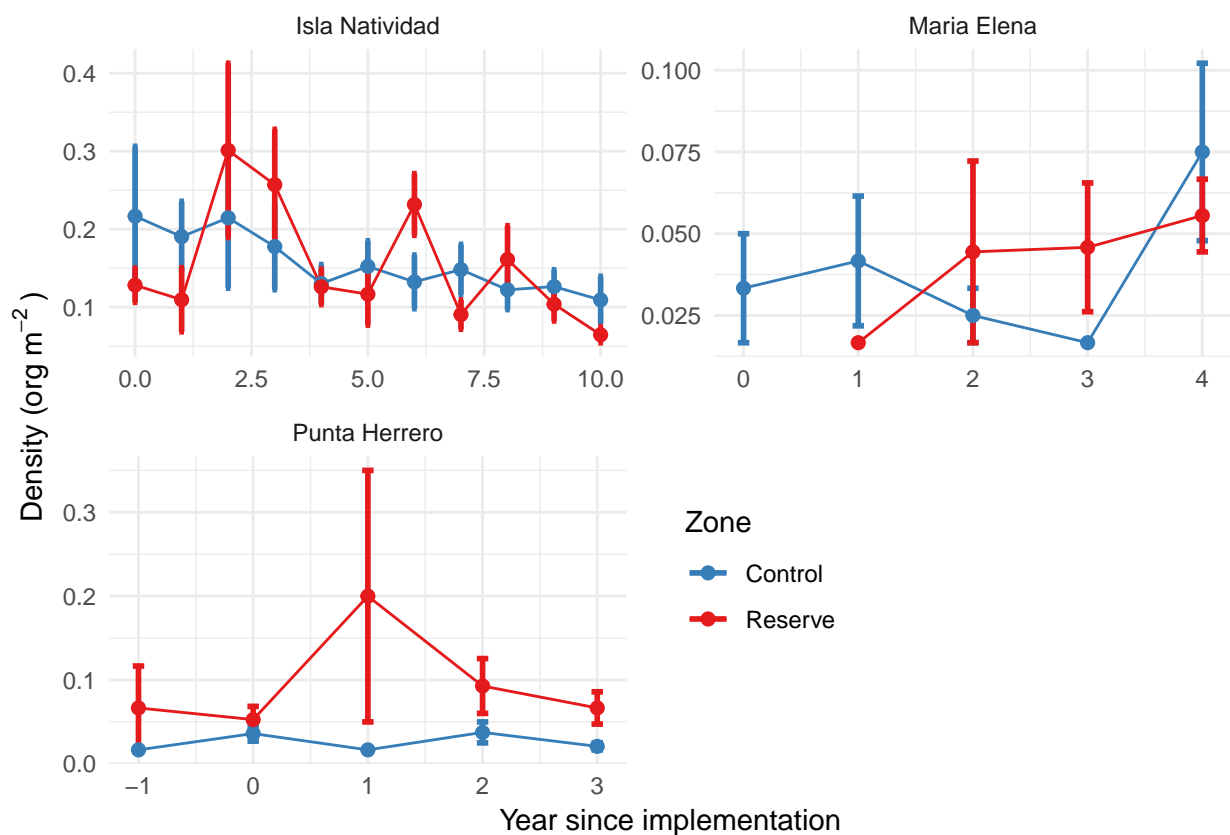 Isla Natividad
Maria Elena
0.4
0.3
0.2
0.1
0.0 2.5 5.0 7.5 10.0
0.100
0.075
0.050
0.025
0 1 2 3 4
Density (org m−2)
Punta Herrero
0.3
0.2
0.1
0.0
−1 0 1 2 3
Zone
Control
Reserve
Year since implementation